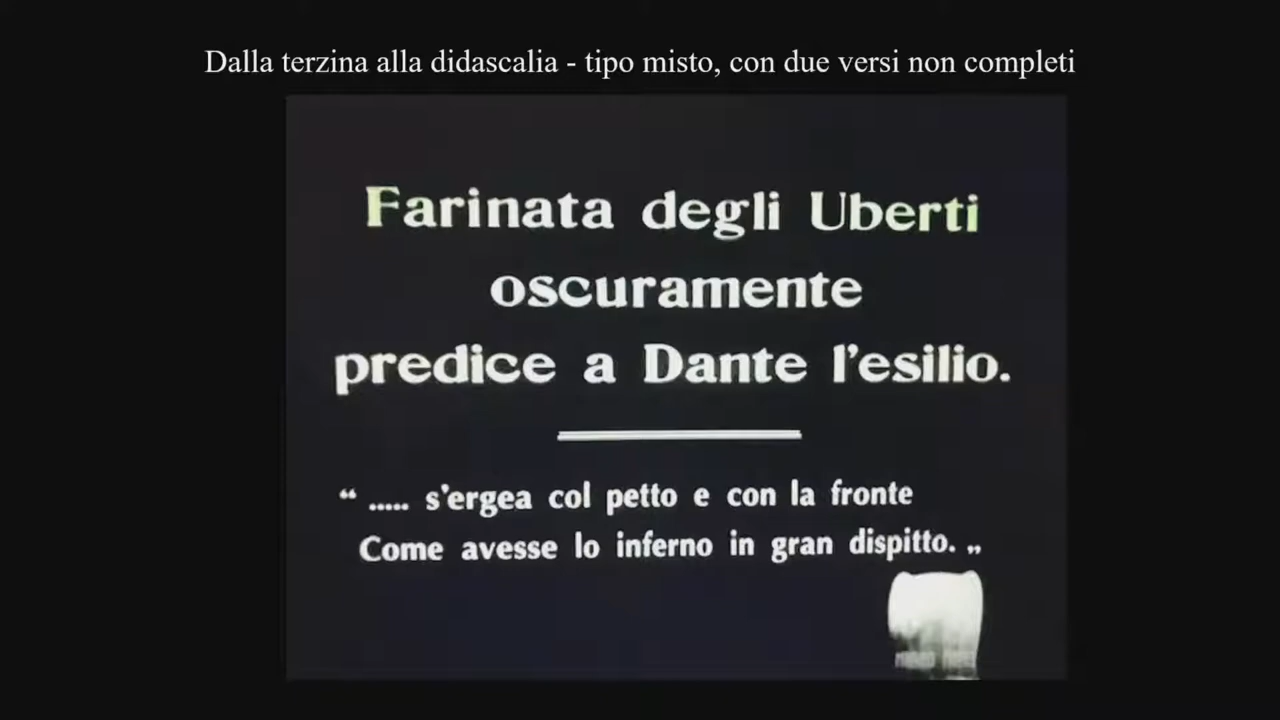 Dalla terzina alla didascalia - tipo misto, con due versi non completi
Farinata degli Uberti
oscuramente
predice a Dante l'esilio.
“ ..... s'ergea col petto e con la fronte
Come avesse lo inferno in gran dispitto. „